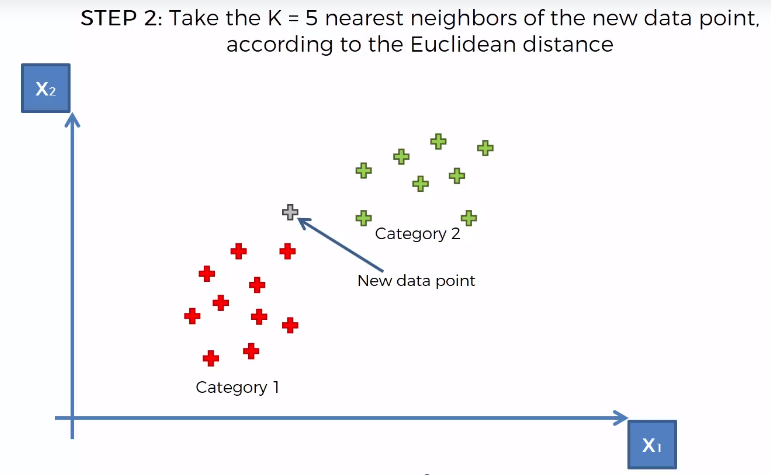 STEP 2: Take the K = 5 nearest neighbors of the new data point,
according to the Euclidean distance
X2
Category 2
New data point
Category 1
X1